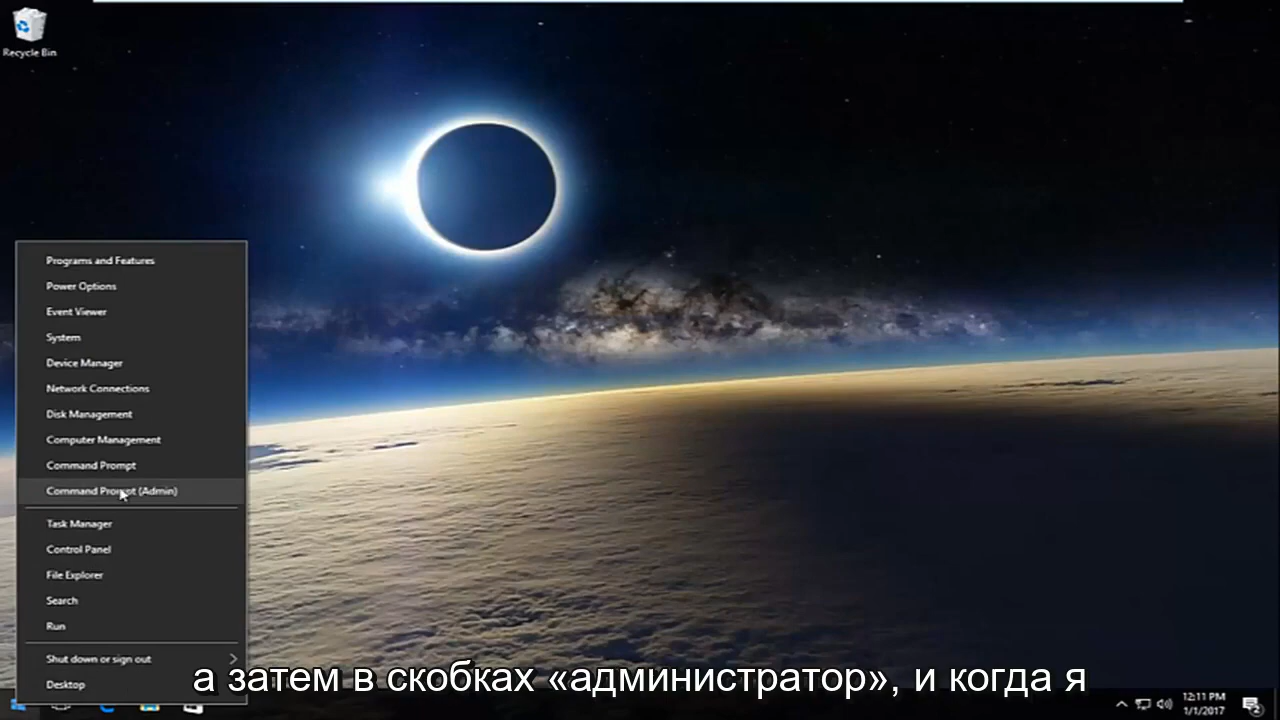 Recycle Bin
Programs and Features
Power Options
Event Viewer
System
Device Manager
Network Connections
Disk Management
Computer Management
Command Prompt
Command Prompt (Admin)
Task Manager
Control Panel
File Explorer
Search
Run
Shut down or sign out
Desktop
а затем в скобках «администратор», и когда я
12:11 PM
1/1/2017
2